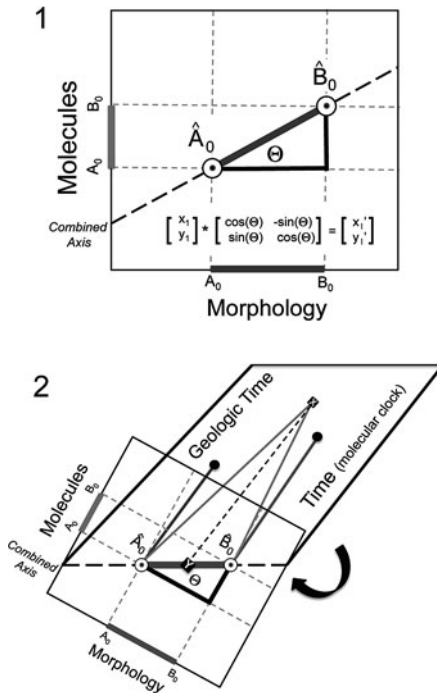 1
Molecules
B₀
A₀
Â₀
B̂₀
Θ
Combined
Axis
[x₁ y₁] * [cos(Θ) -sin(Θ) sin(Θ) cos(Θ)] = [x₁' y₁']
A₀ B₀
Morphology
2
Geologic Time
Time (molecular clock)
x
Molecules
B₀
A₀
Combined
Axis
Â₀
Y
B̂₀
Θ
A₀
B₀
Morphology